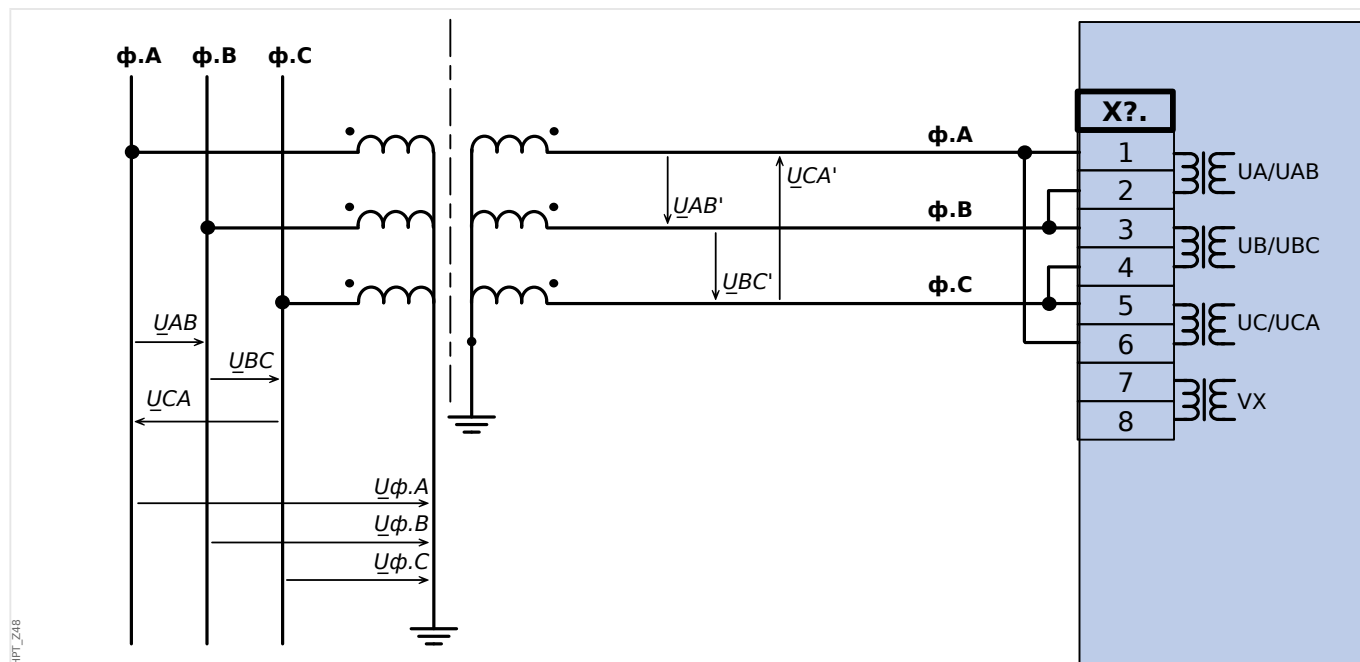 ф.A ф.B ф.C
X?.
ф.A
1
UCA'
UA/UAB
2
UAB'
ф.B
3
UB/UBC
4
UBC'
ф.C
5
UAB
UC/UCA
6
UBC
7
UCA
VX
8
Uф.A
Uф.B
Uф.C